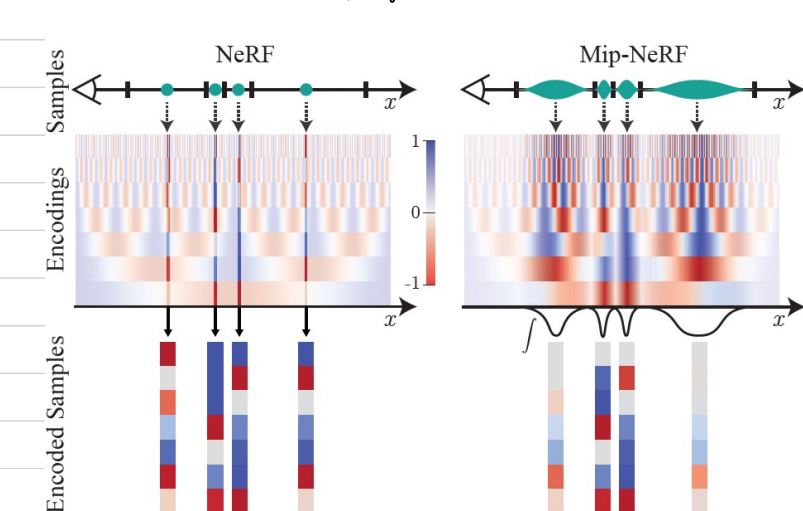 NeRF
Mip-NeRF
Samples
x
x
Encodings
1
0
-1
x
x
∫
Encoded Samples